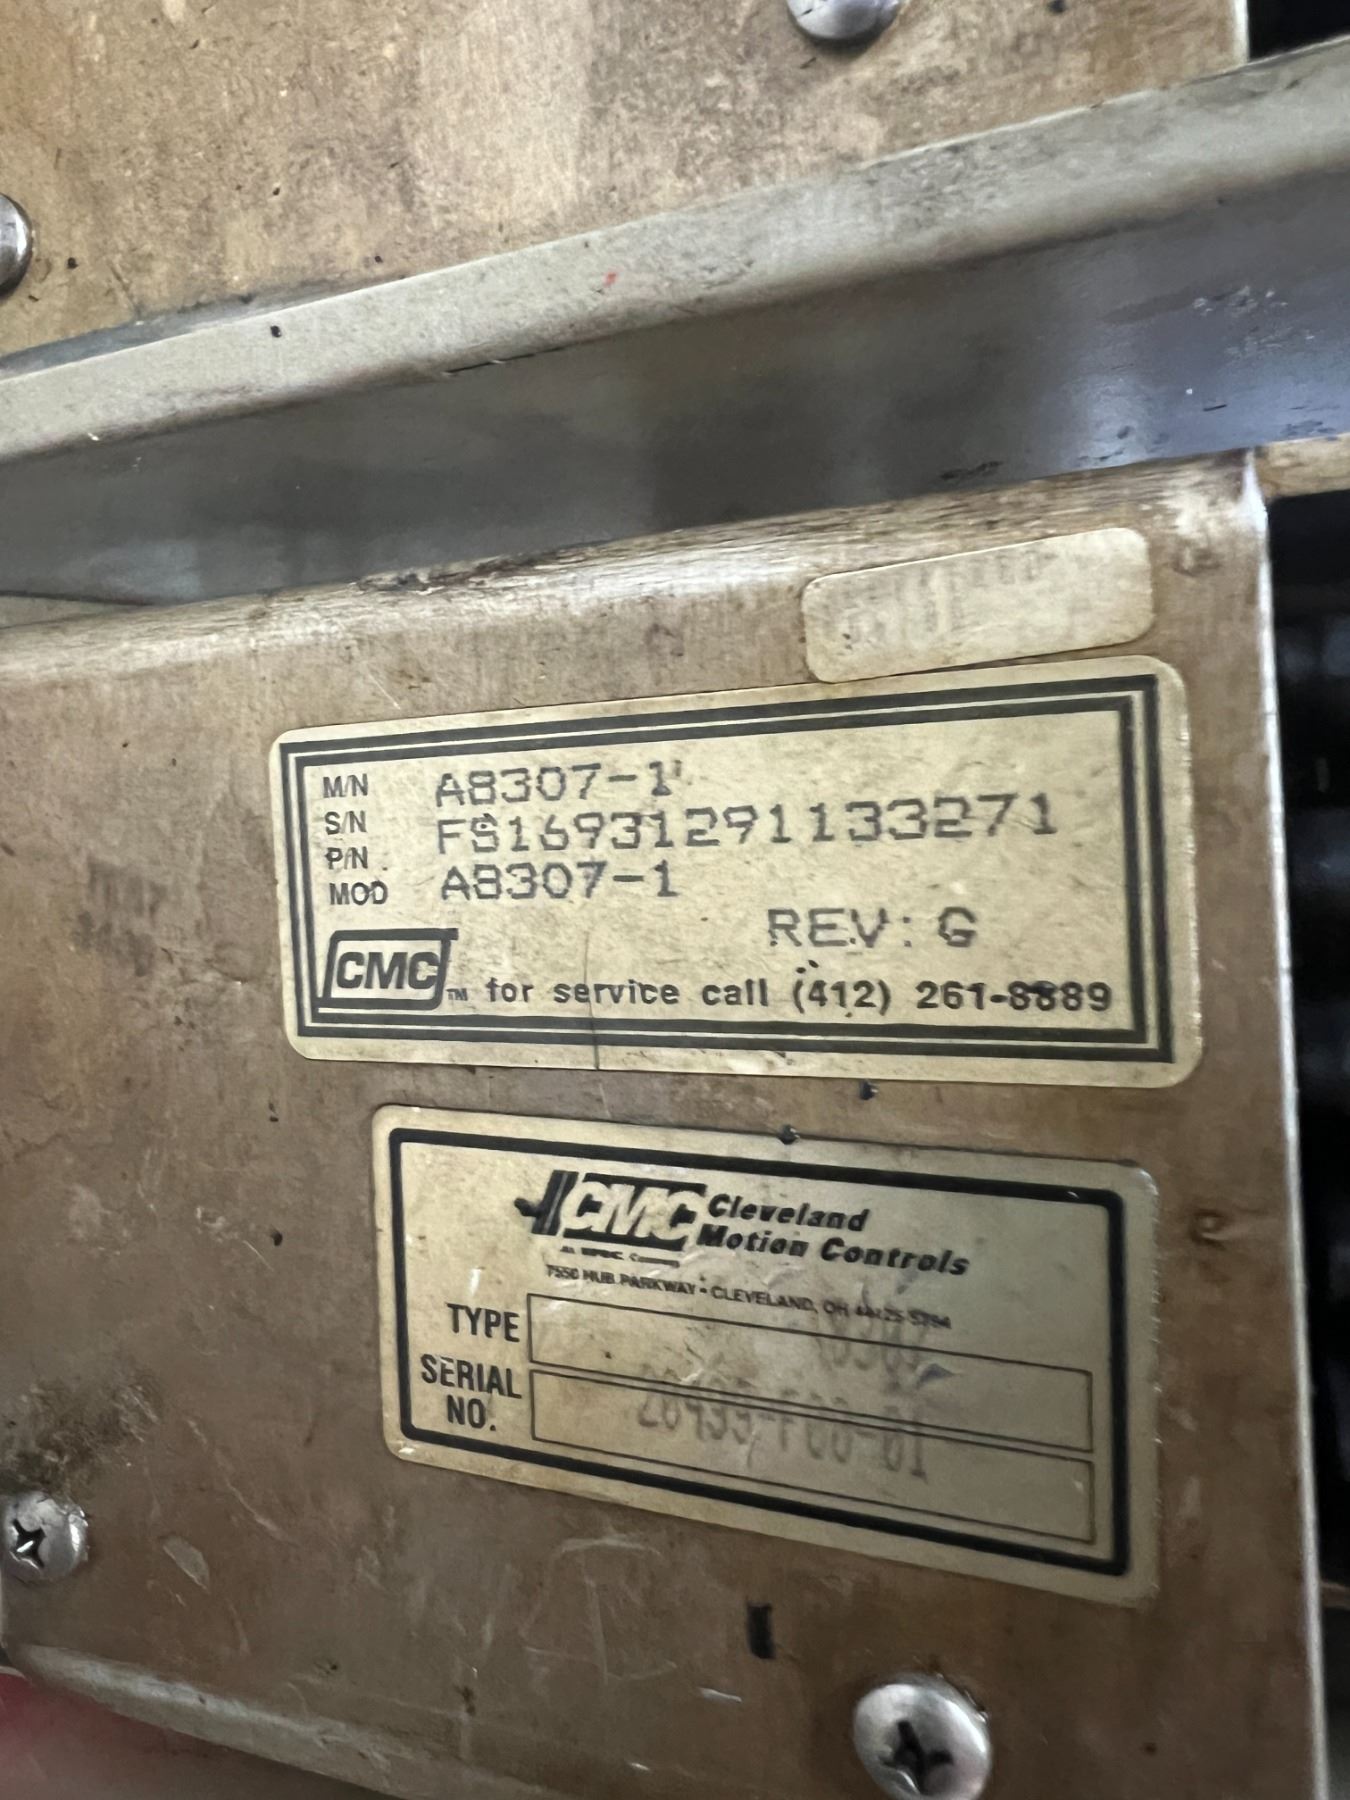 M/N A8307-1
S/N FS16931291133271
P/N A8307-1
MOD
REV: G
CMC TM for service call (412) 261-8889
CMC Cleveland
Motion Controls
7550 HUB PARKWAY • CLEVELAND, OH
TYPE
SERIAL
NO.